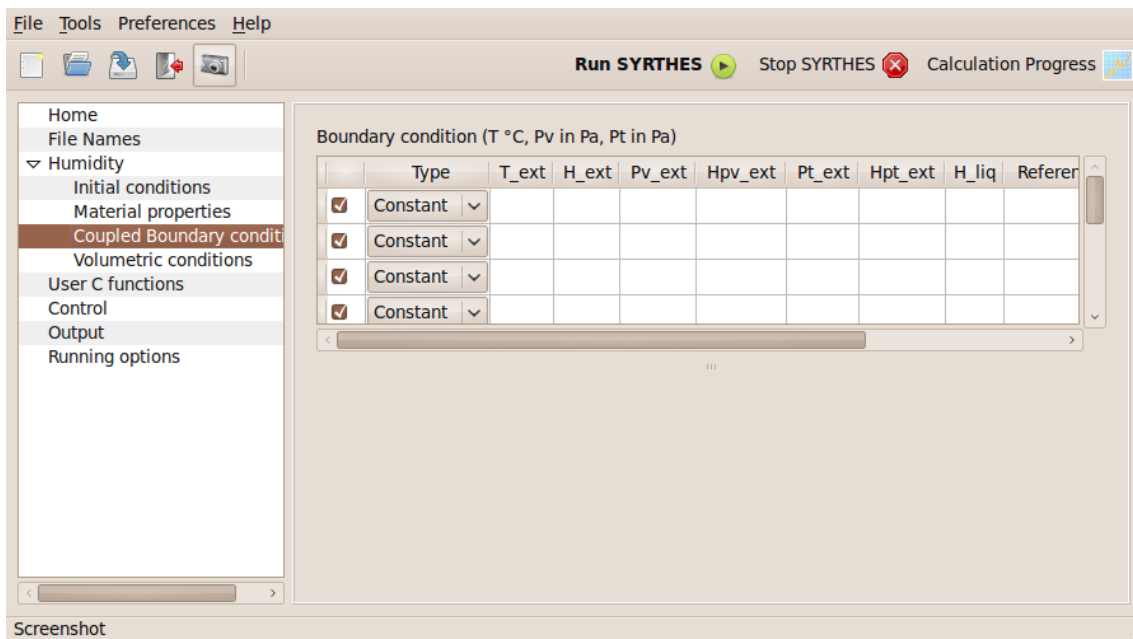 File Tools Preferences Help
Run SYRTHES Stop SYRTHES Calculation Progress
Home
File Names
Humidity
Initial conditions
Material properties
Coupled Boundary conditi
Volumetric conditions
User C functions
Control
Output
Running options
Boundary condition (T °C, Pv in Pa, Pt in Pa)
Type T_ext H_ext Pv_ext Hpv_ext Pt_ext Hpt_ext H_liq Referen
Constant
Constant
Constant
Constant
Screenshot